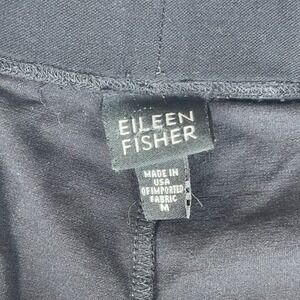 EILEEN
FISHER
MADE IN
USA
OF IMPORTED
FABRIC
M